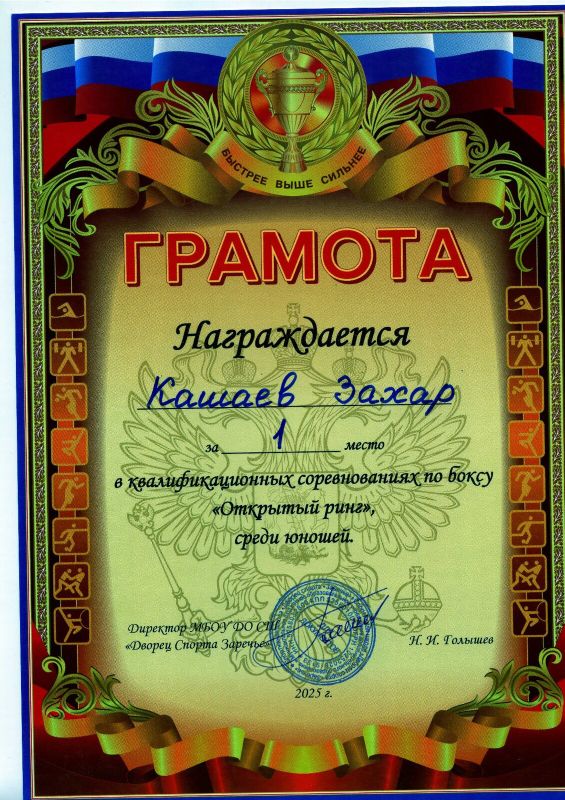 БЫСТРЕЕ ВЫШЕ СИЛЬНЕЕ
ГРАМОТА
Награждается
Кашаев Захар
за 1 место
в квалификационных соревнованиях по боксу
«Открытый ринг»,
среди юношей.
Директор МБОУ ДО СШ
«Дворец Спорта Заречье»
Н. И. Голышев
2025 г.